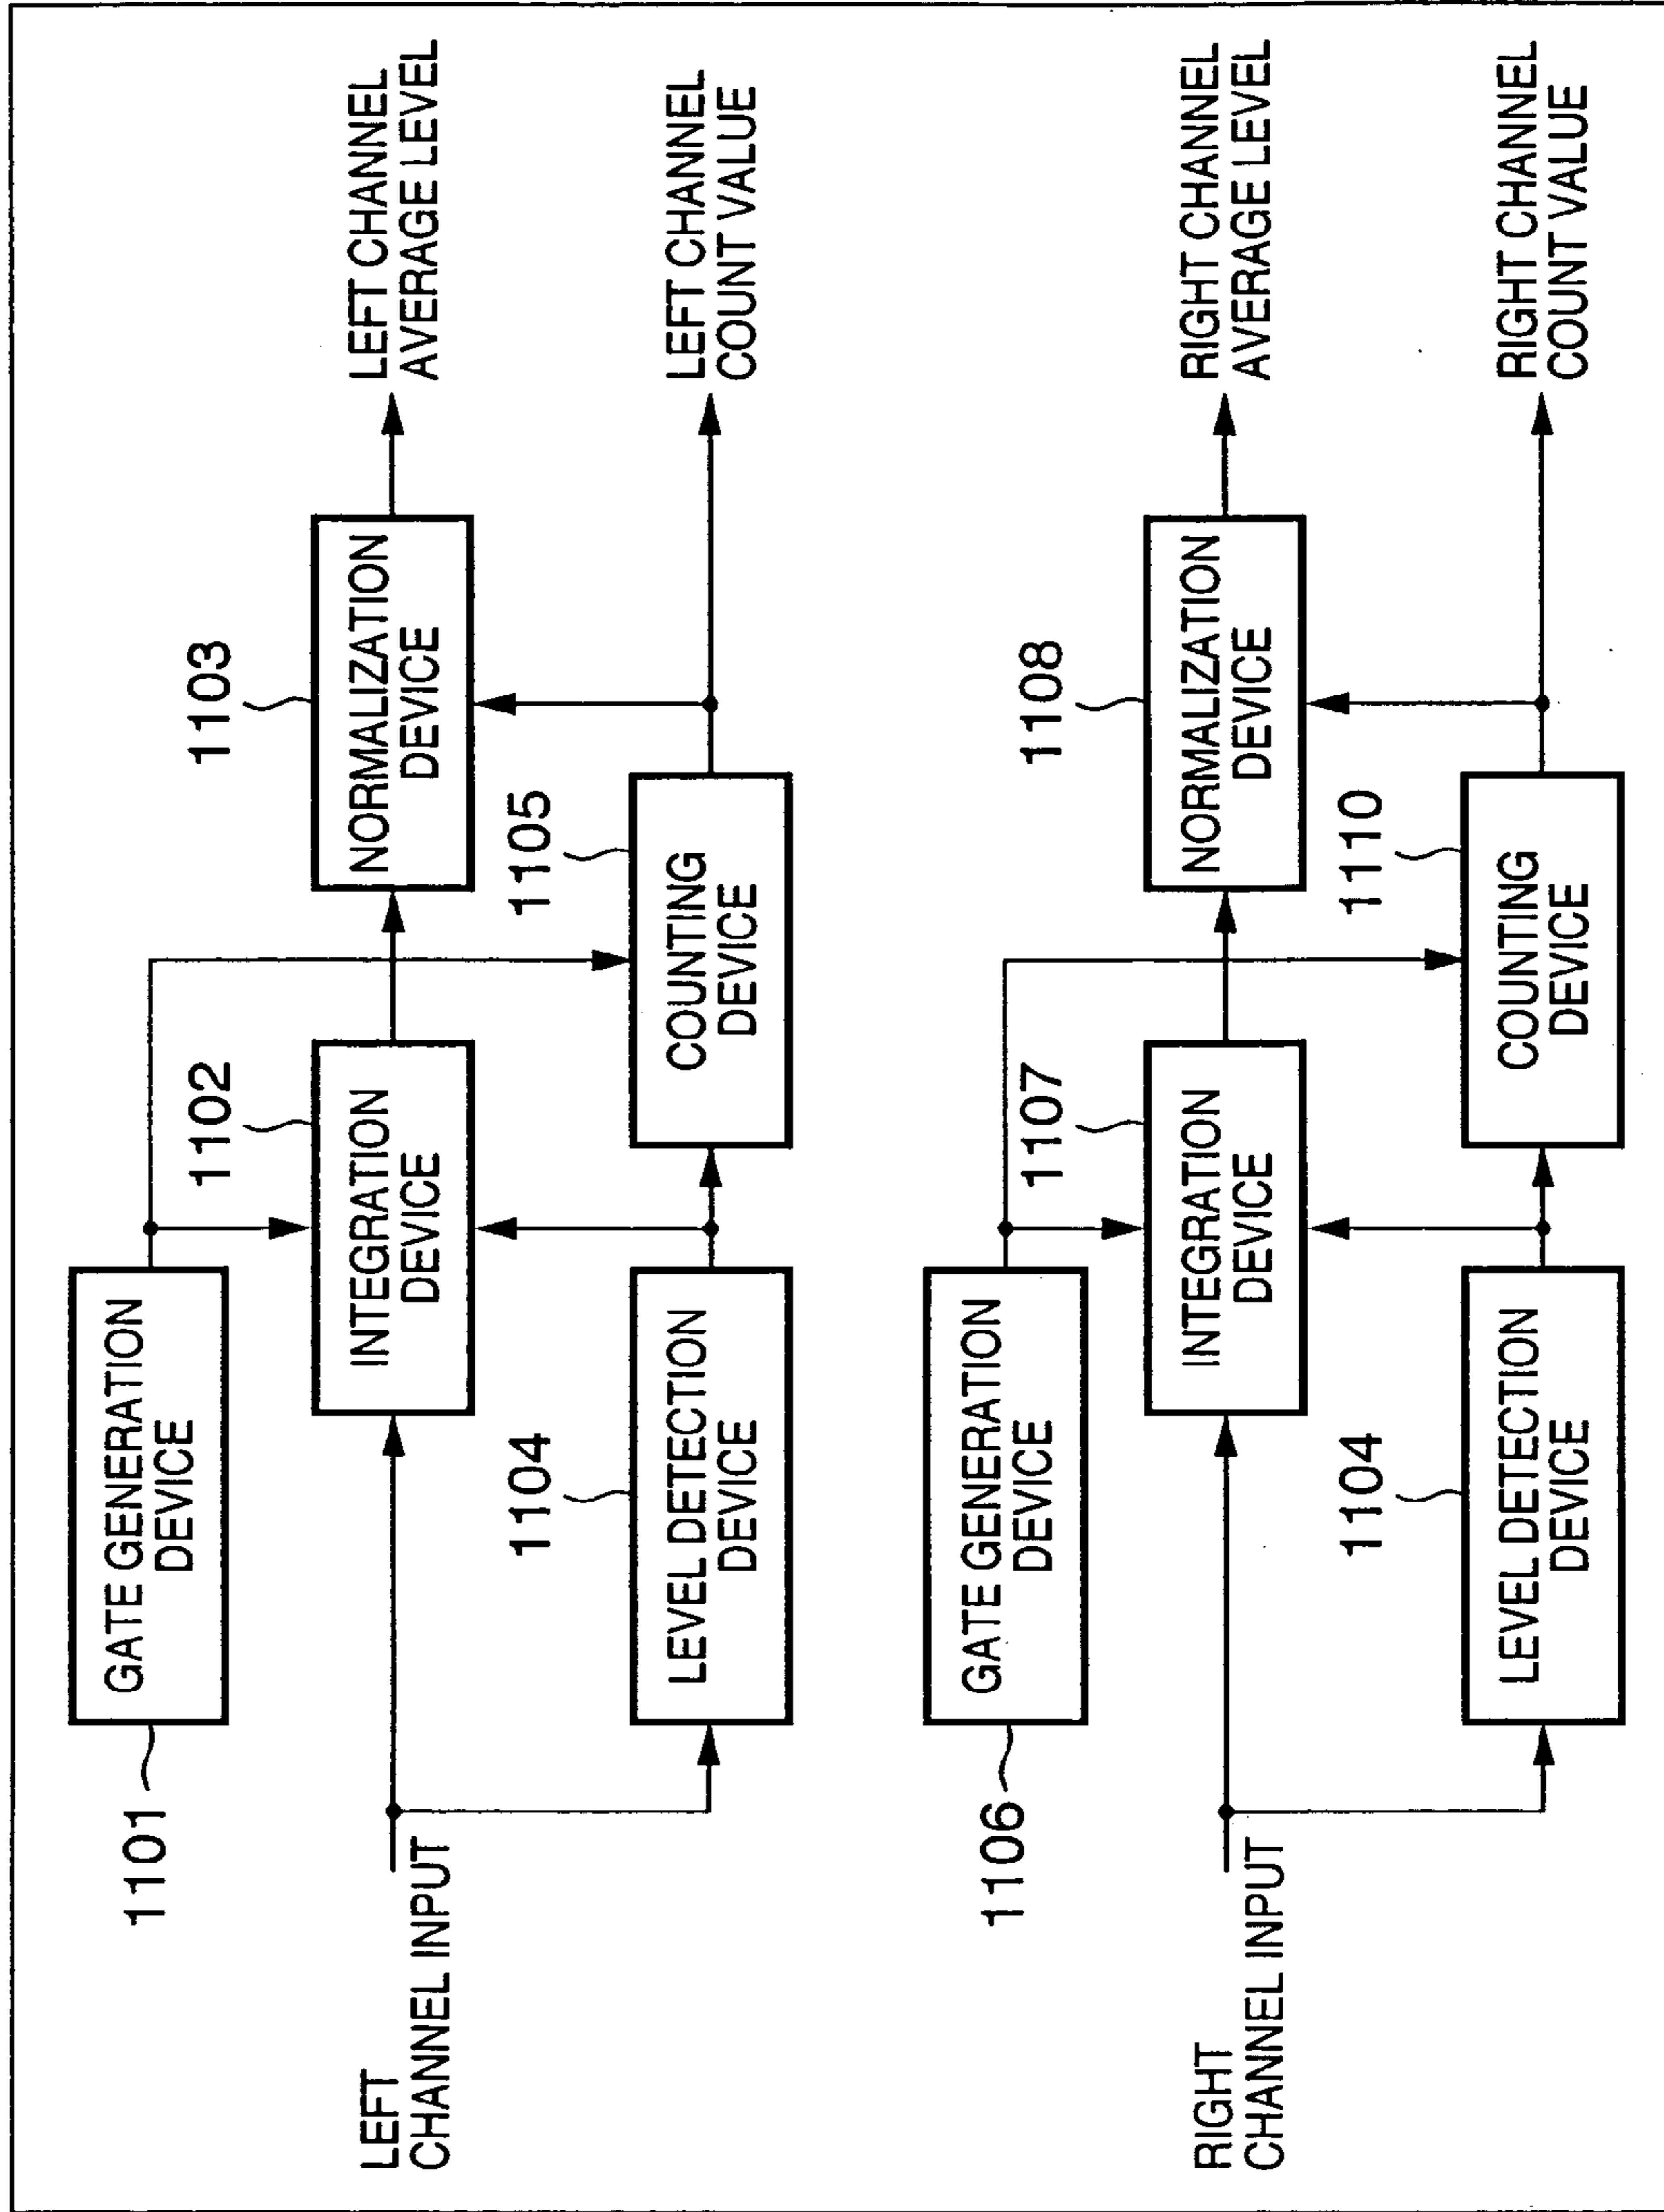 1101
GATE GENERATION
DEVICE
LEFT
CHANNEL INPUT
1102
INTEGRATION
DEVICE
1103
NORMALIZATION
DEVICE
LEFT CHANNEL
AVERAGE LEVEL
1104
LEVEL DETECTION
DEVICE
1105
COUNTING
DEVICE
LEFT CHANNEL
COUNT VALUE
1106
GATE GENERATION
DEVICE
RIGHT
CHANNEL INPUT
1107
INTEGRATION
DEVICE
1108
NORMALIZATION
DEVICE
RIGHT CHANNEL
AVERAGE LEVEL
1104
LEVEL DETECTION
DEVICE
1110
COUNTING
DEVICE
RIGHT CHANNEL
COUNT VALUE